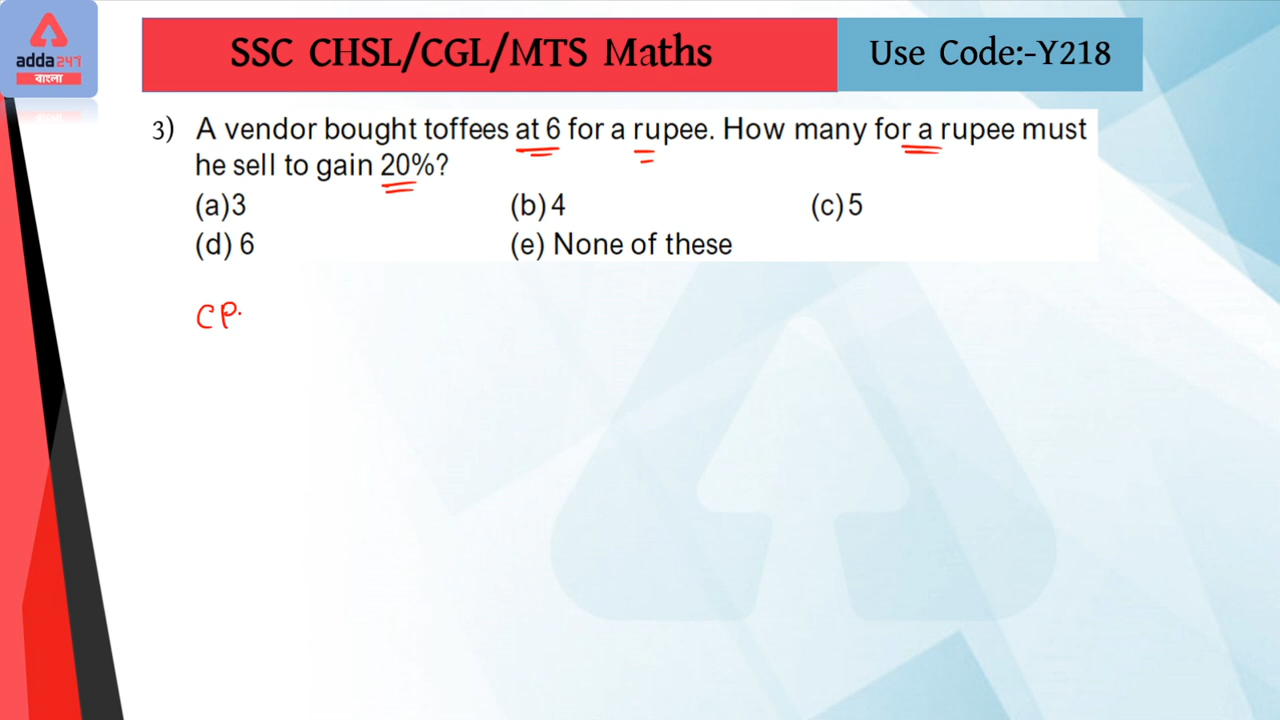 adda247
বাংলা
SSC CHSL/CGL/MTS Maths
Use Code:-Y218
3) A vendor bought toffees at 6 for a rupee. How many for a rupee must
he sell to gain 20%?
(a)3 (b) 4 (c) 5
(d) 6 (e) None of these
CP.